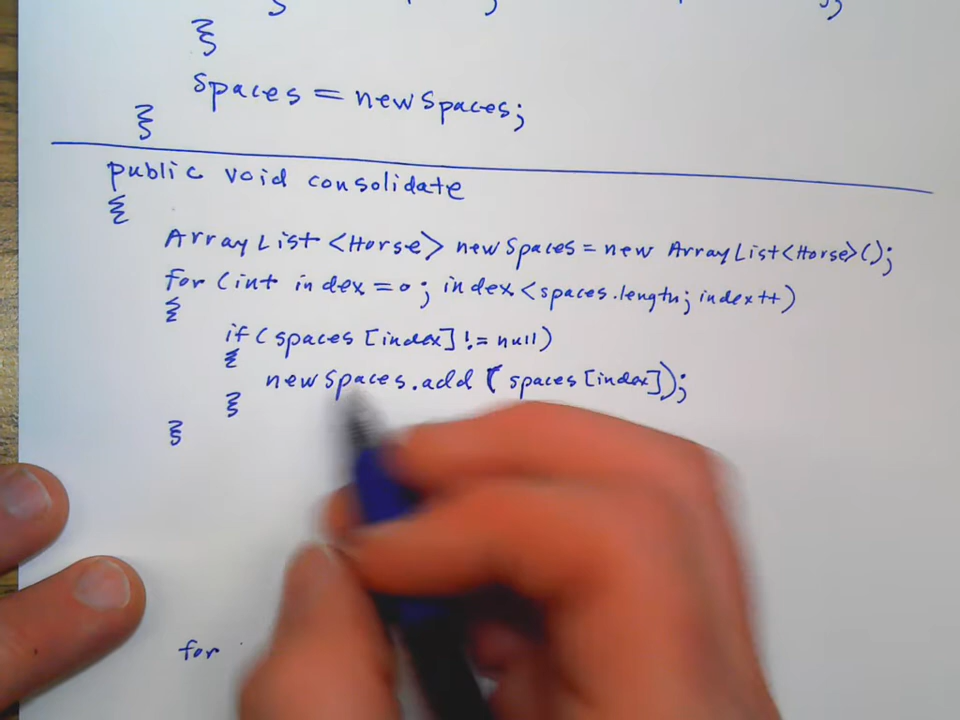 }
spaces = newSpaces;
}
public void consolidate
{
ArrayList <Horse> newSpaces = new ArrayList<Horse>();
for (int index = 0; index < spaces.length; index++)
{
if (spaces [index] != null)
{
newSpaces.add (spaces [index]);
}
}
for